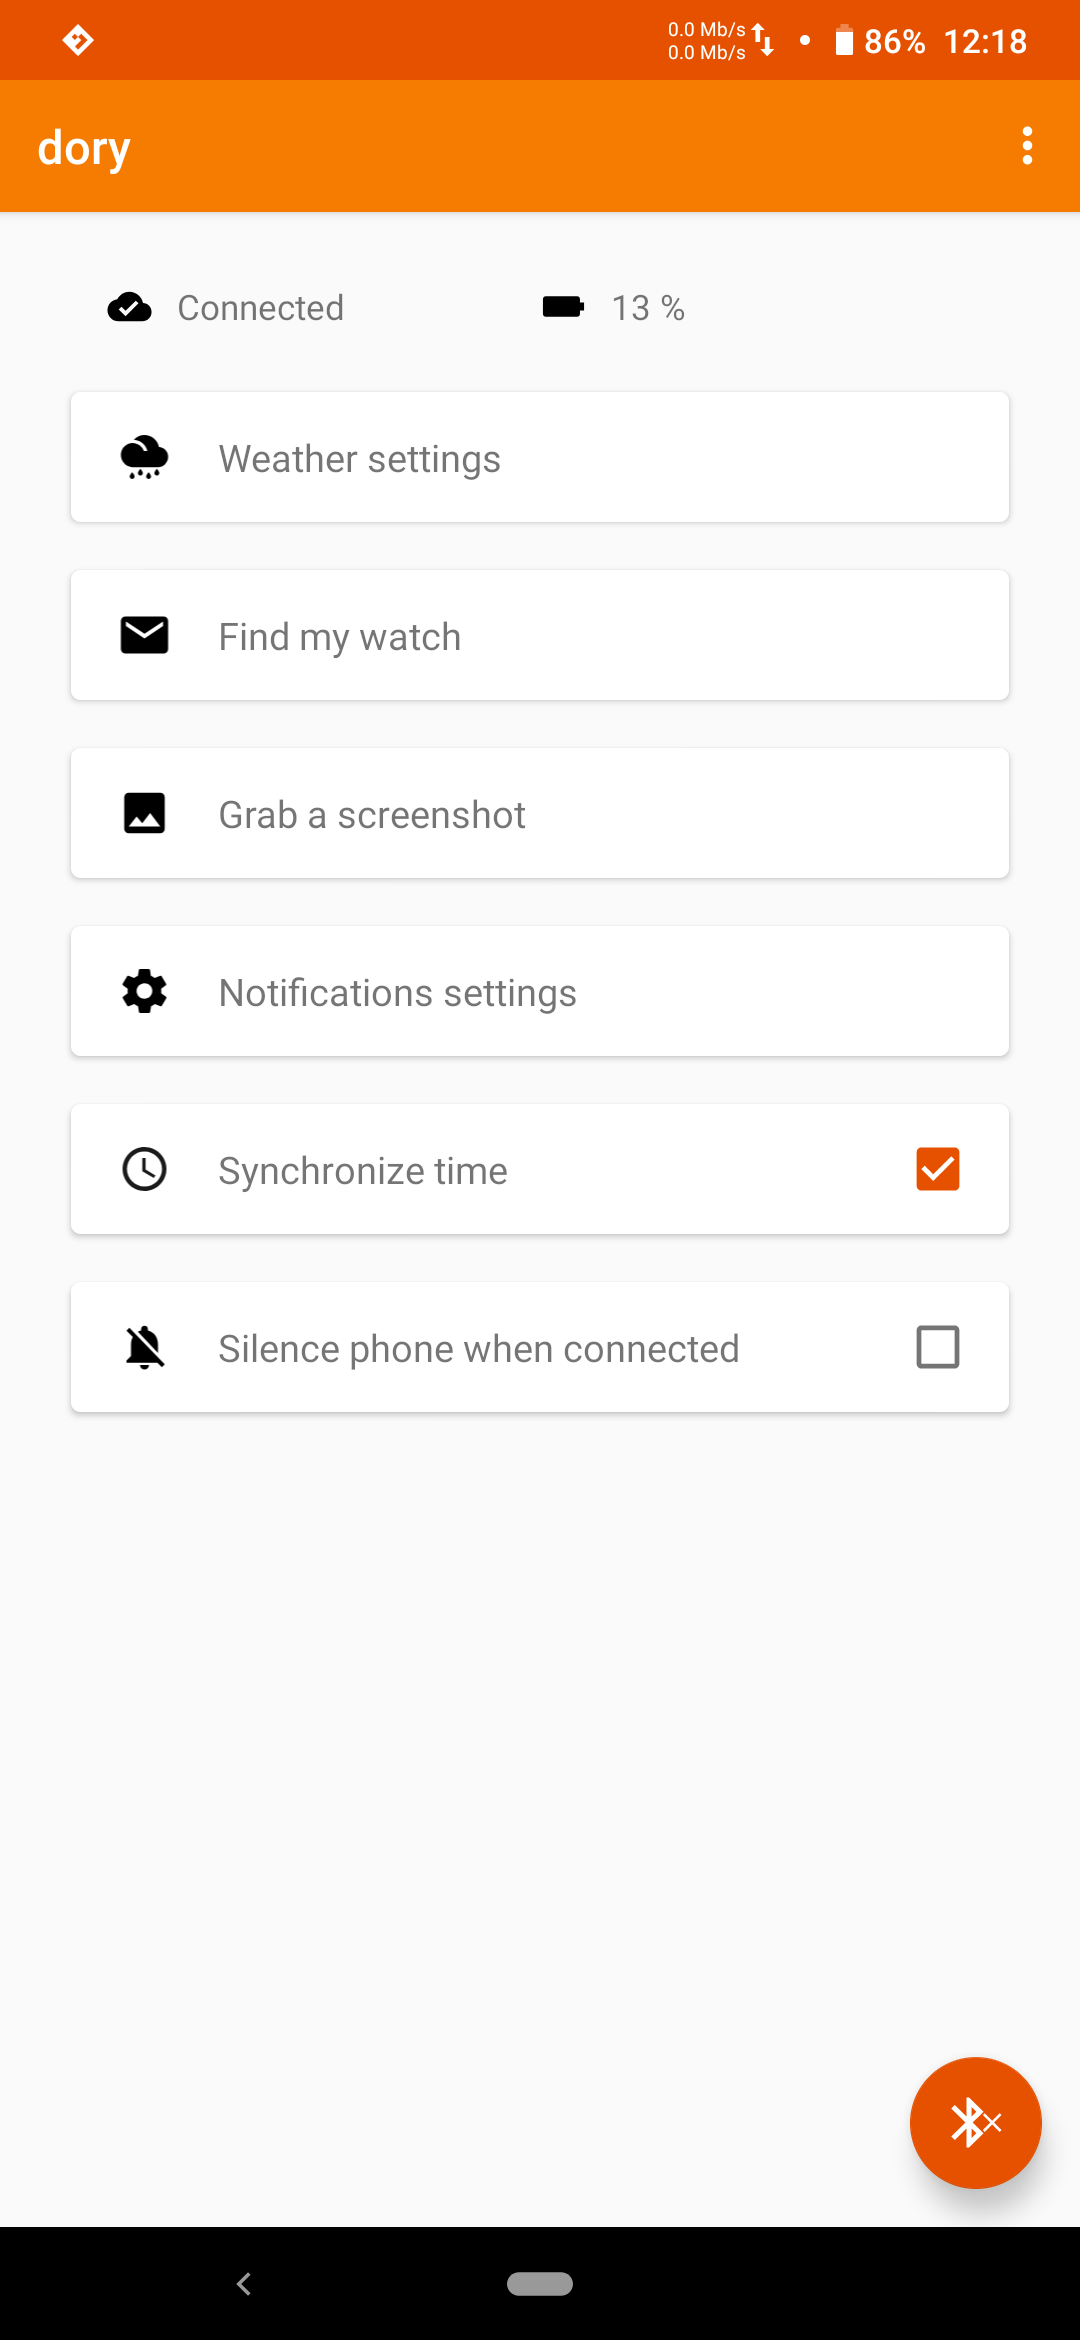 0.0 Mb/s
0.0 Mb/s
86% 12:18
dory
Connected
13 %
Weather settings
Find my watch
Grab a screenshot
Notifications settings
Synchronize time
Silence phone when connected